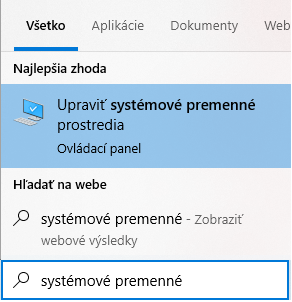 Všetko Aplikácie Dokumenty Web
Najlepšia zhoda
Upraviť systémové premenné
prostredia
Ovládací panel
Hľadať na webe
systémové premenné - Zobraziť
webové výsledky
systémové premenné